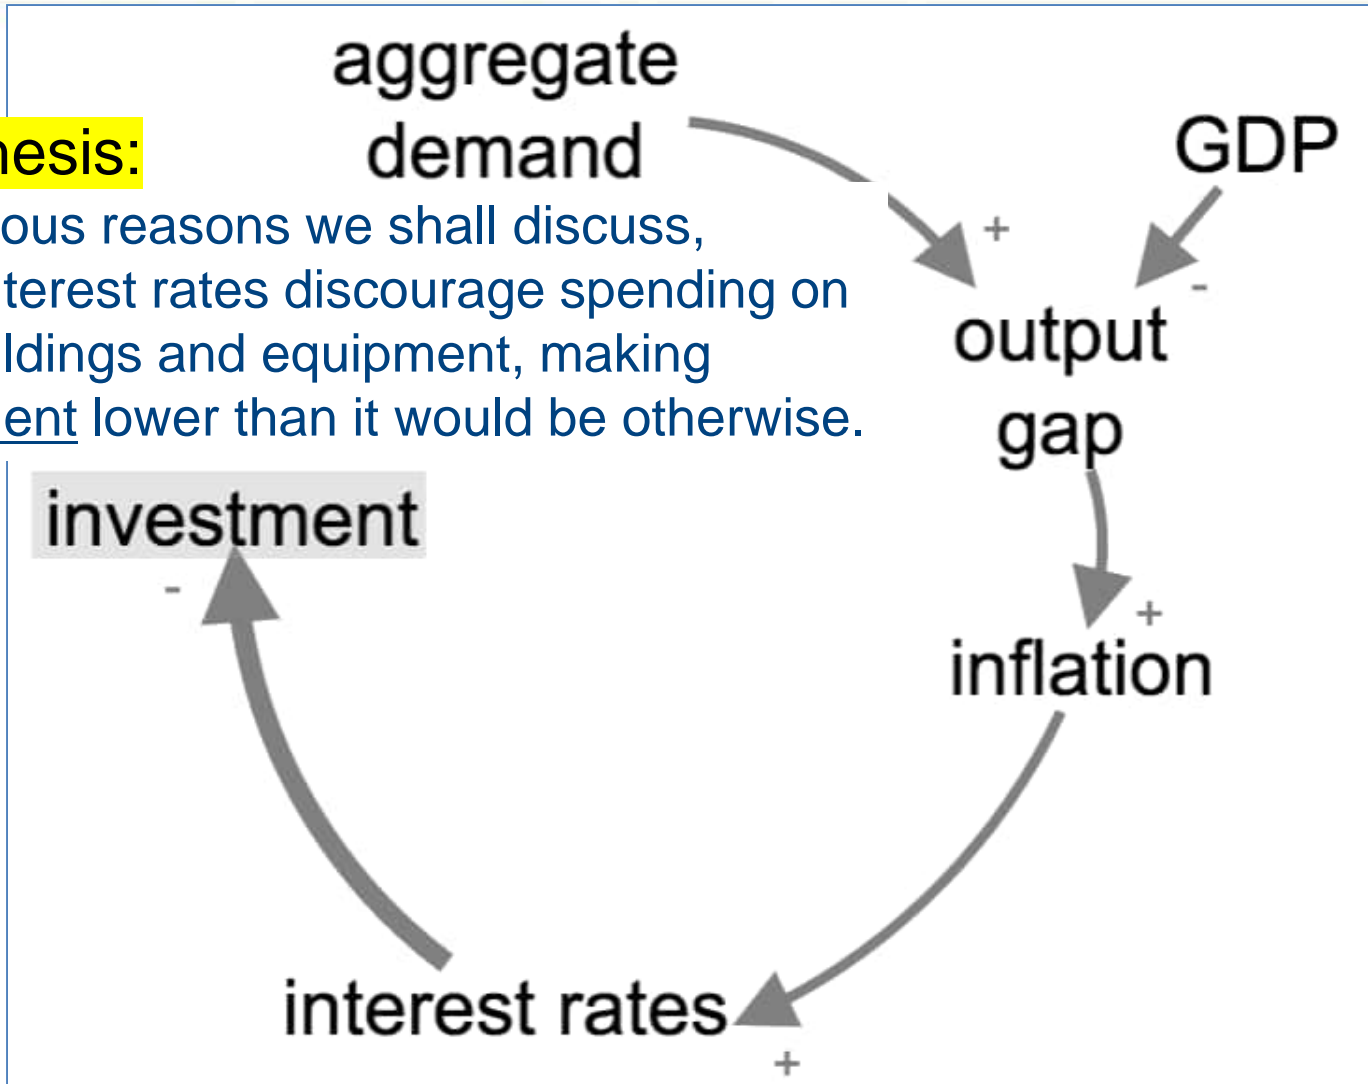 aggregate
demand
GDP
nesis:
ous reasons we shall discuss,
terest rates discourage spending on
ldings and equipment, making
ent lower than it would be otherwise.
+
-
output
gap
investment
-
+
inflation
interest rates
+